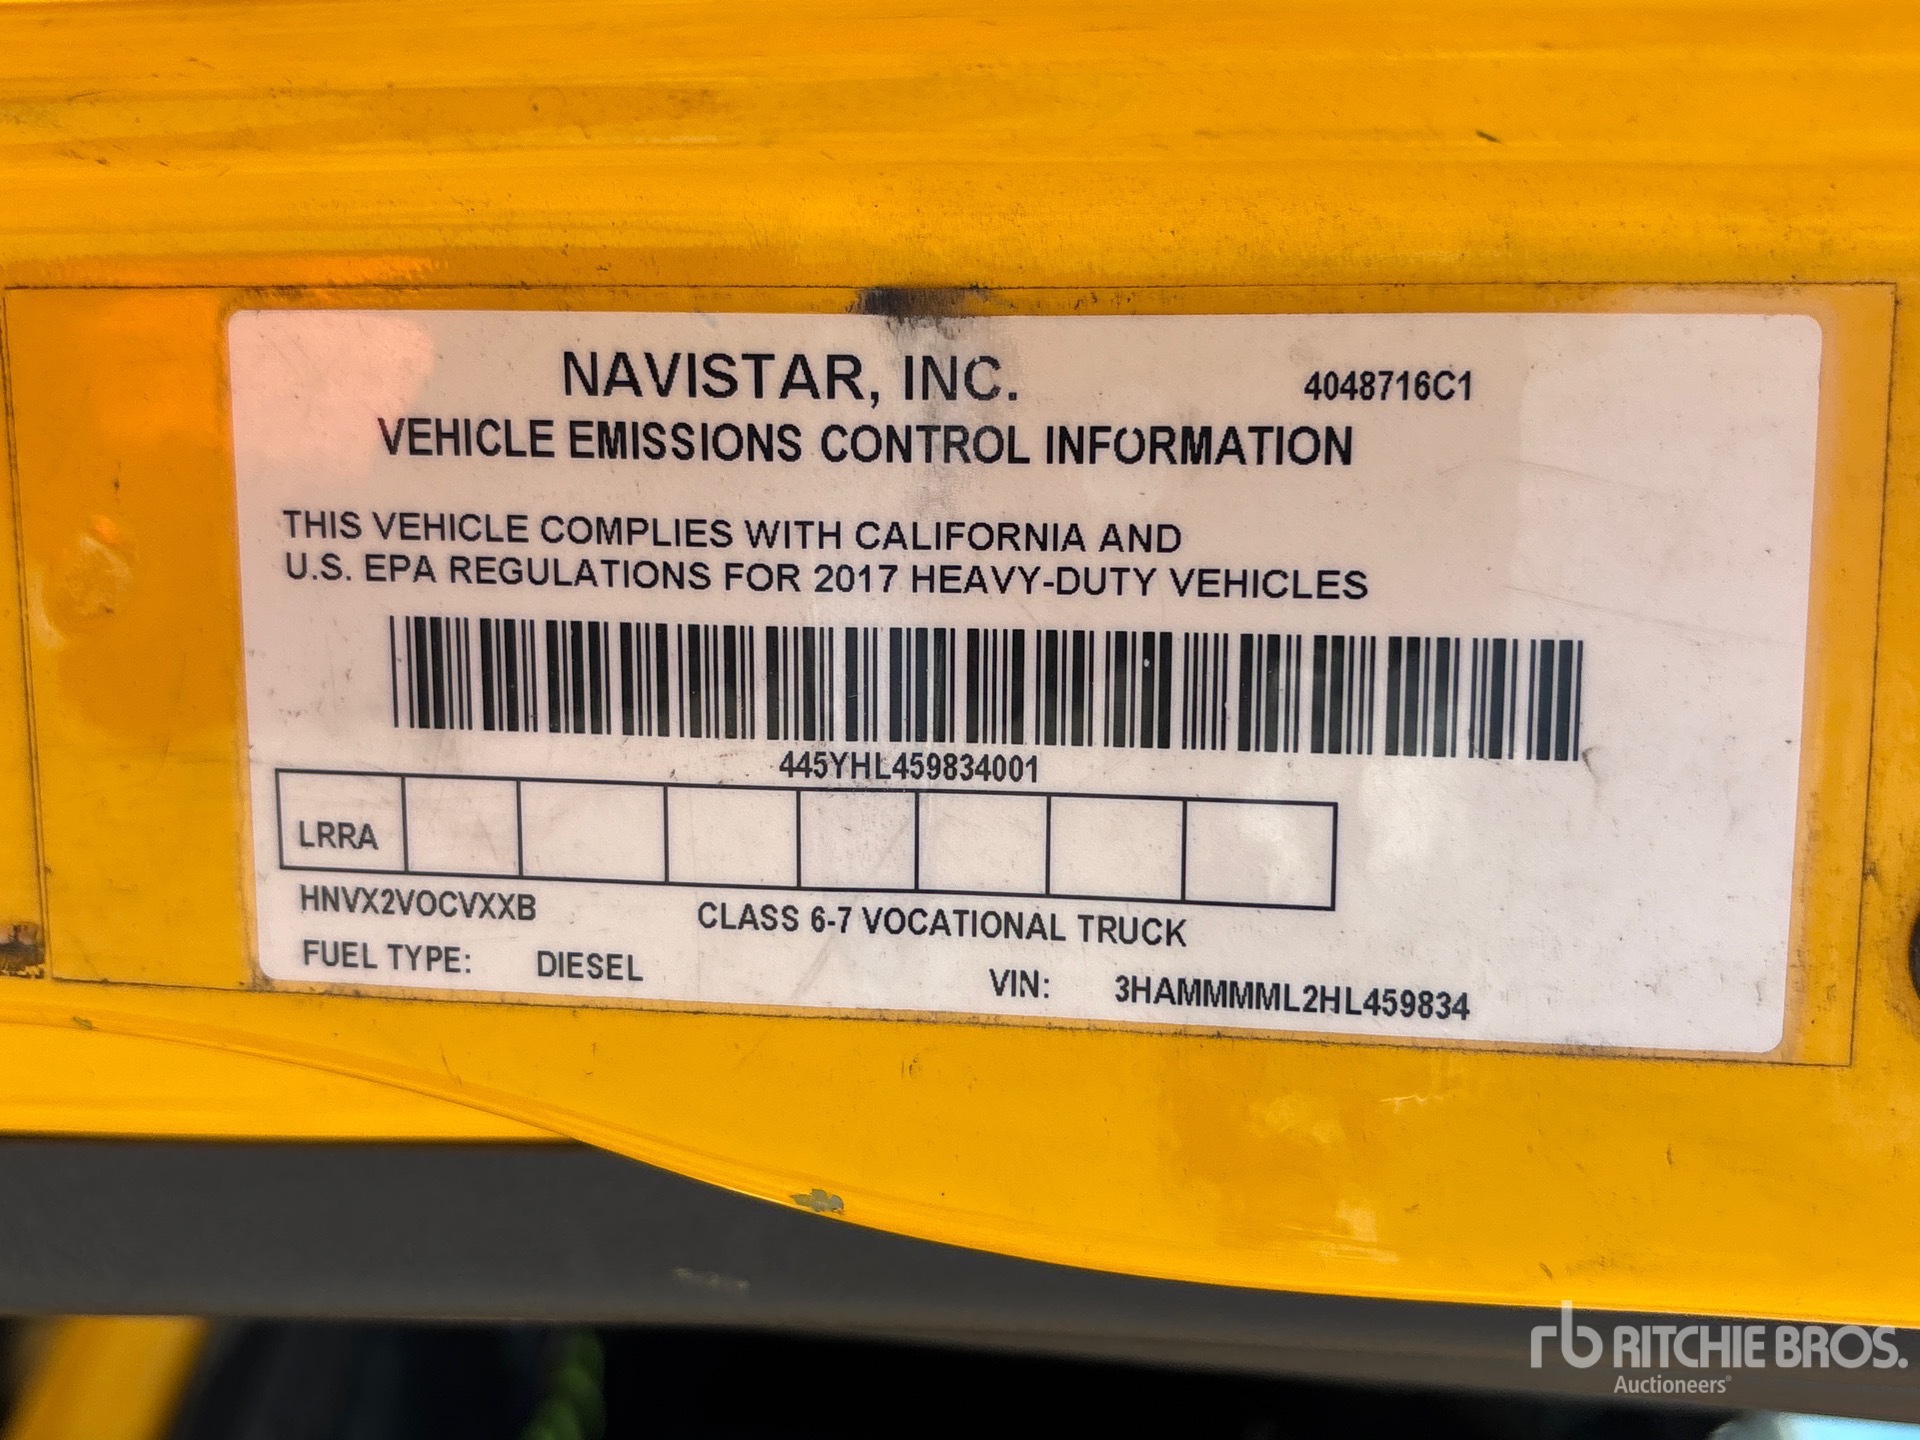 NAVISTAR, INC. 4048716C1
VEHICLE EMISSIONS CONTROL INFORMATION
THIS VEHICLE COMPLIES WITH CALIFORNIA AND
U.S. EPA REGULATIONS FOR 2017 HEAVY-DUTY VEHICLES
445YHL459834001
LRRA
HNVX2VOCVXXB CLASS 6-7 VOCATIONAL TRUCK
FUEL TYPE: DIESEL VIN: 3HAMMMML2HL459834
rb RITCHIE BROS.
Auctioneers